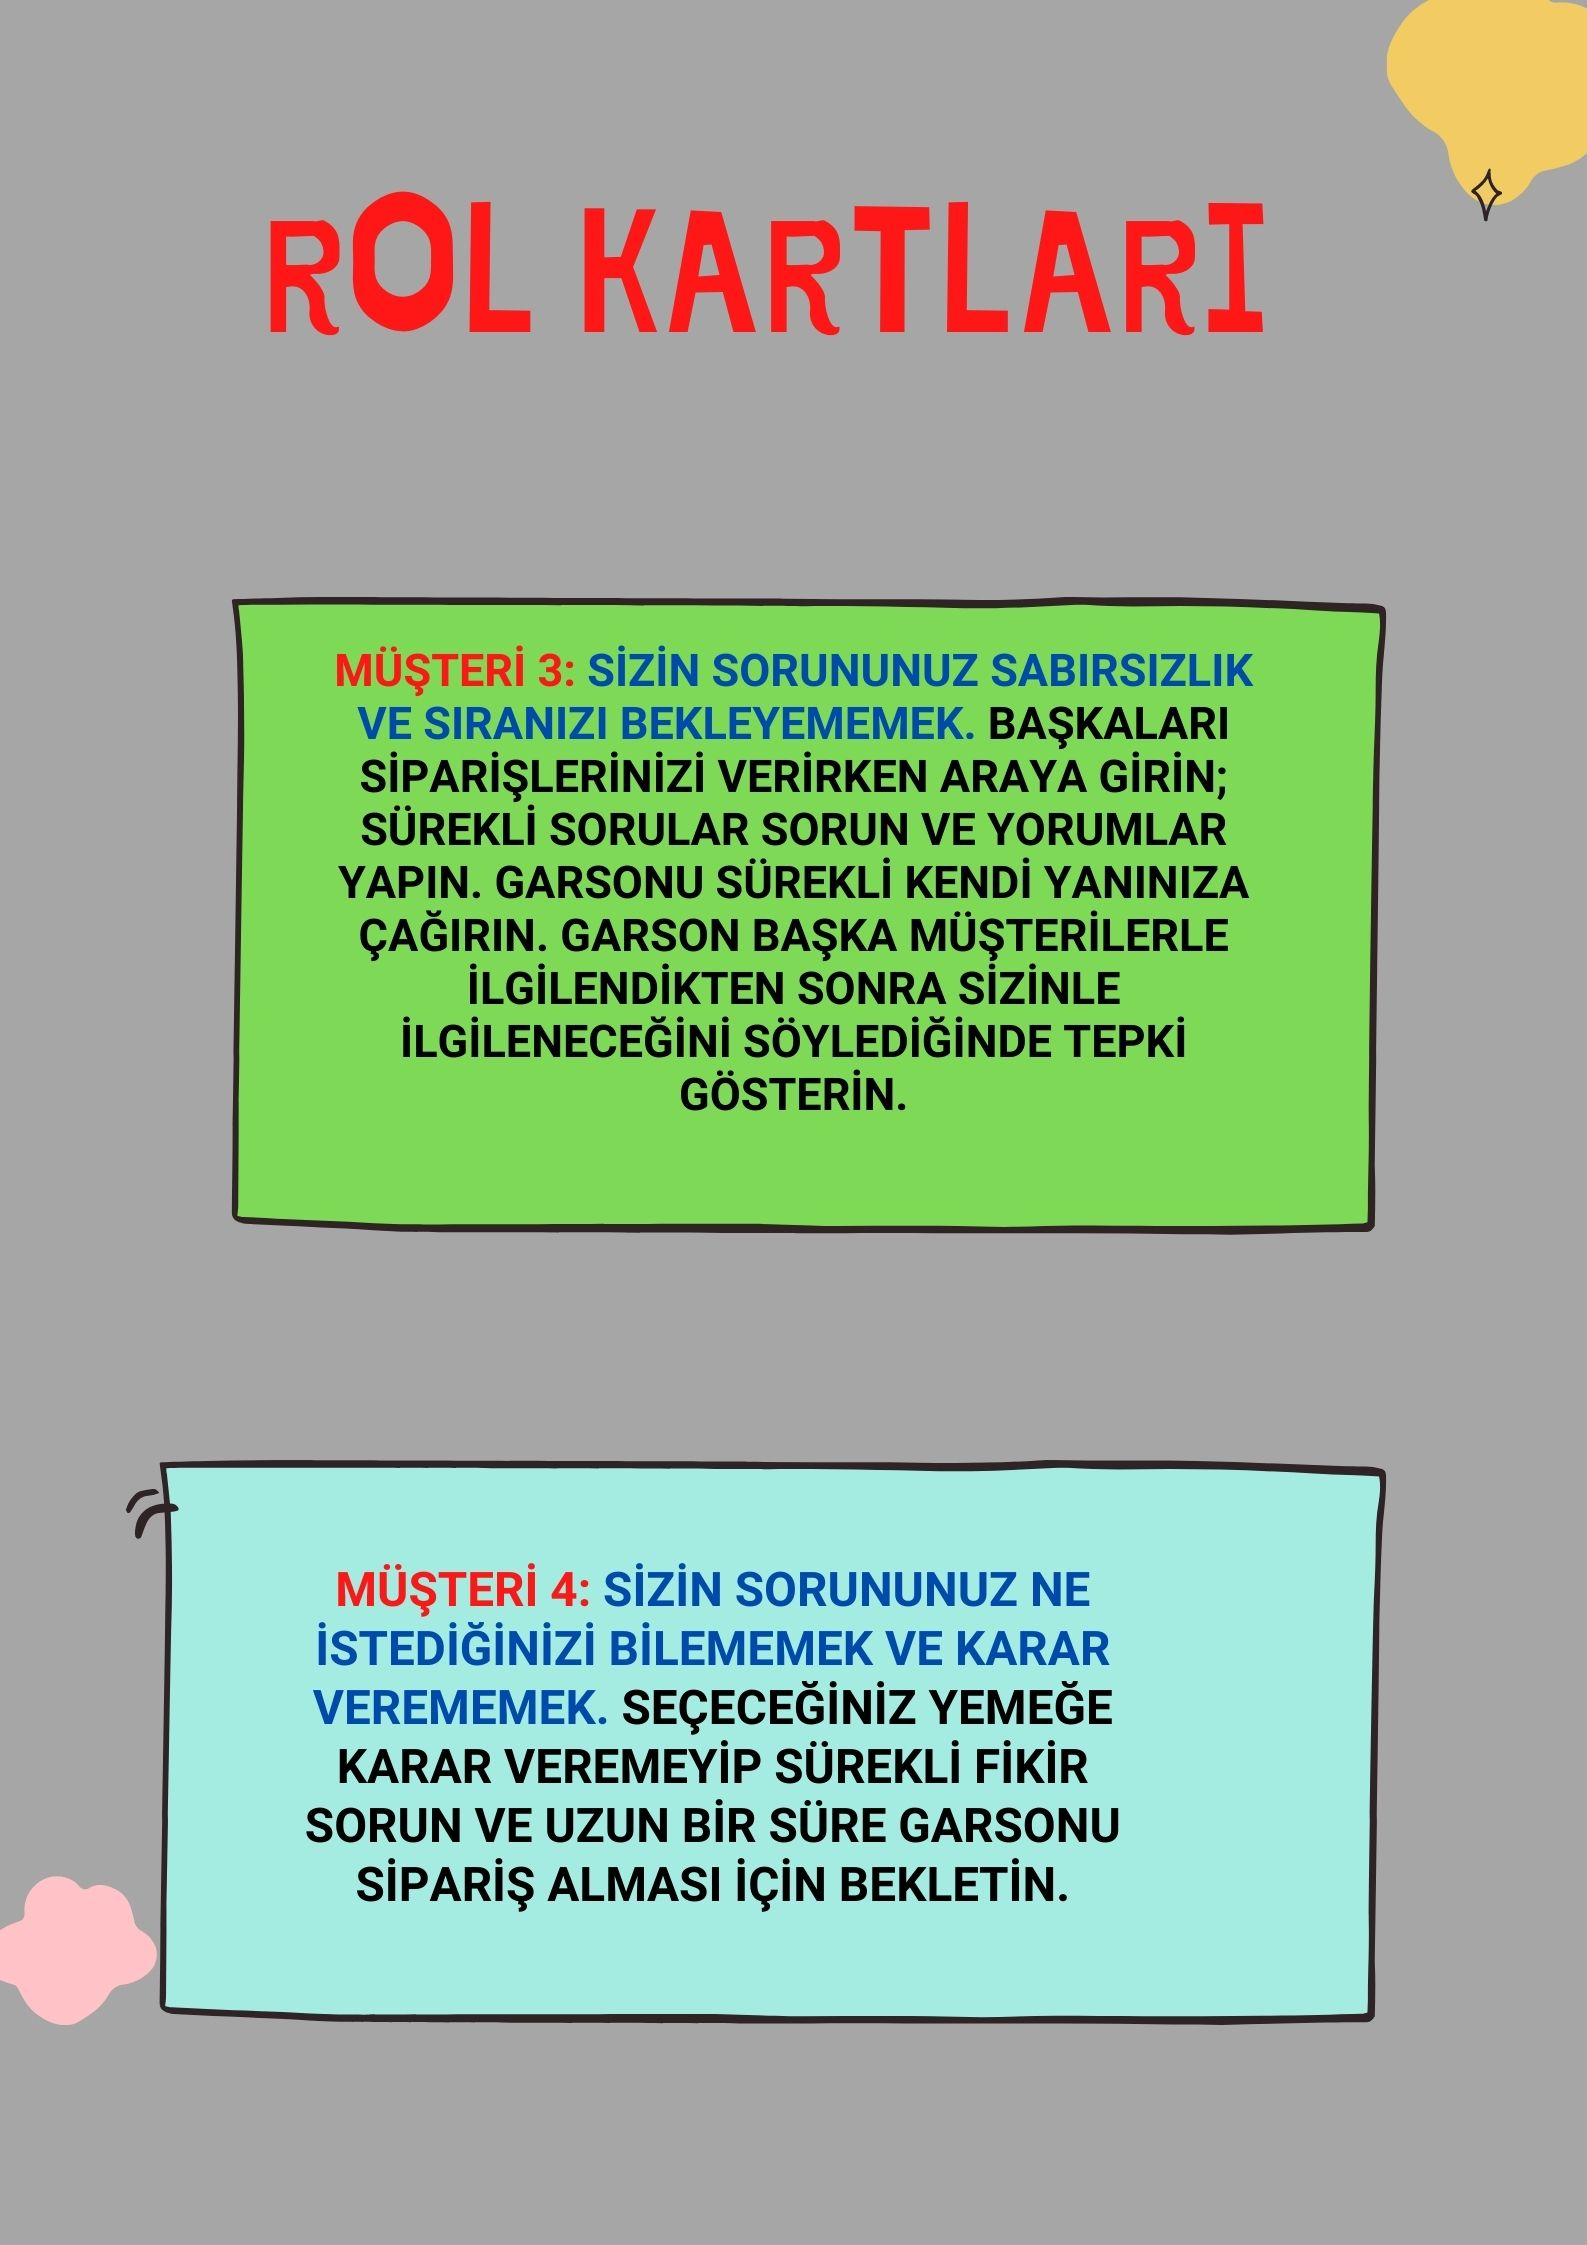 ROL KARTLARI
MÜŞTERİ 3: SİZİN SORUNUNUZ SABIRSIZLIK
VE SIRANIZI BEKLEYEMEMEK. BAŞKALARI
SİPARİŞLERİNİZİ VERİRKEN ARAYA GİRİN;
SÜREKLİ SORULAR SORUN VE YORUMLAR
YAPIN. GARSONU SÜREKLİ KENDİ YANINIZA
ÇAĞIRIN. GARSON BAŞKA MÜŞTERİLERLE
İLGİLENDİKTEN SONRA SİZİNLE
İLGİLENECEĞİNİ SÖYLEDİĞİNDE TEPKİ
GÖSTERİN.
MÜŞTERİ 4: SİZİN SORUNUNUZ NE
İSTEDİĞİNİZİ BİLEMEMEK VE KARAR
VEREMEMEK. SEÇECEĞİNİZ YEMEĞE
KARAR VEREMEYİP SÜREKLİ FİKİR
SORUN VE UZUN BİR SÜRE GARSONU
SİPARİŞ ALMASI İÇİN BEKLETİN.